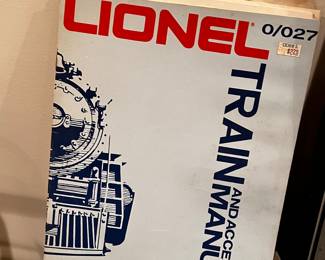 LIONEL
0/027
TRAIN
AND ACCE
MANU